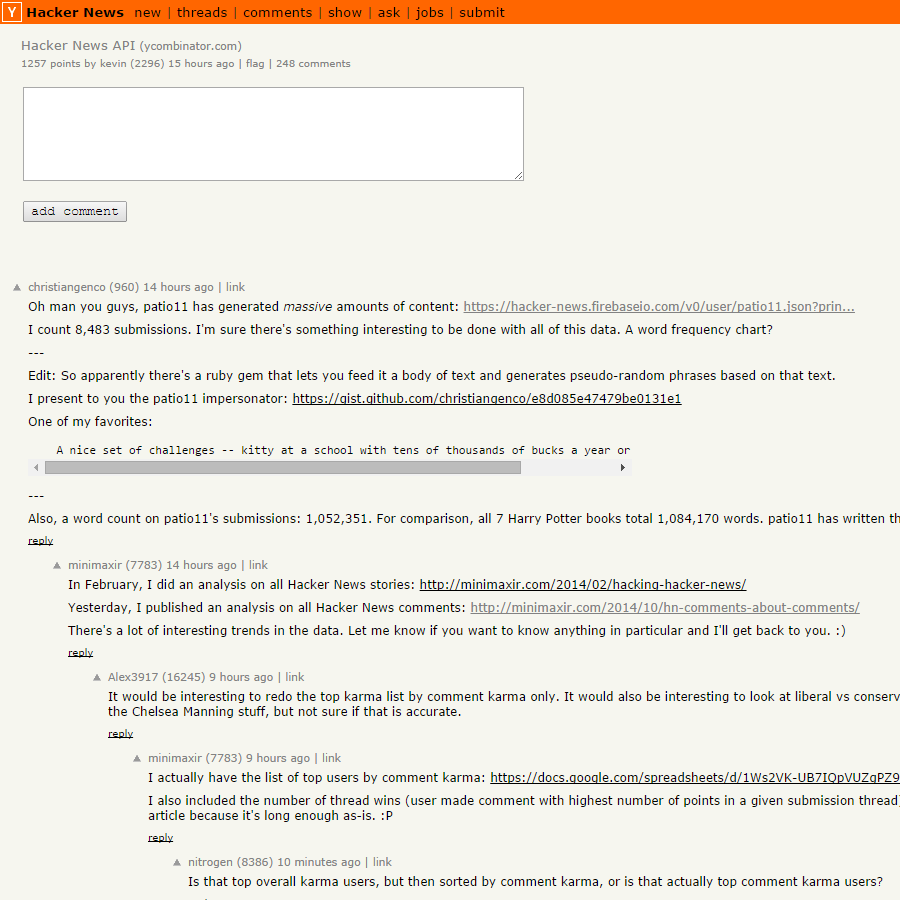 Y Hacker News new | threads | comments | show | ask | jobs | submit
Hacker News API (ycombinator.com)
1257 points by kevin (2296) 15 hours ago | flag | 248 comments
add comment
christiangenco (960) 14 hours ago | link
Oh man you guys, patio11 has generated massive amounts of content: https://hacker-news.firebaseio.com/v0/user/patio11.json?prin...
I count 8,483 submissions. I'm sure there's something interesting to be done with all of this data. A word frequency chart?
---
Edit: So apparently there's a ruby gem that lets you feed it a body of text and generates pseudo-random phrases based on that text.
I present to you the patio11 impersonator: https://gist.github.com/christiangenco/e8d085e47479be0131e1
One of my favorites:
A nice set of challenges -- kitty at a school with tens of thousands of bucks a year or
---
Also, a word count on patio11's submissions: 1,052,351. For comparison, all 7 Harry Potter books total 1,084,170 words. patio11 has written th
reply
minimaxir (7783) 14 hours ago | link
In February, I did an analysis on all Hacker News stories: http://minimaxir.com/2014/02/hacking-hacker-news/
Yesterday, I published an analysis on all Hacker News comments: http://minimaxir.com/2014/10/hn-comments-about-comments/
There's a lot of interesting trends in the data. Let me know if you want to know anything in particular and I'll get back to you. :)
reply
Alex3917 (16245) 9 hours ago | link
It would be interesting to redo the top karma list by comment karma only. It would also be interesting to look at liberal vs conserv
the Chelsea Manning stuff, but not sure if that is accurate.
reply
minimaxir (7783) 9 hours ago | link
I actually have the list of top users by comment karma: https://docs.google.com/spreadsheets/d/1Ws2VK-UB7IQpVUZgPZ9
I also included the number of thread wins (user made comment with highest number of points in a given submission thread)
article because it's long enough as-is. :P
reply
nitrogen (8386) 10 minutes ago | link
Is that top overall karma users, but then sorted by comment karma, or is that actually top comment karma users?